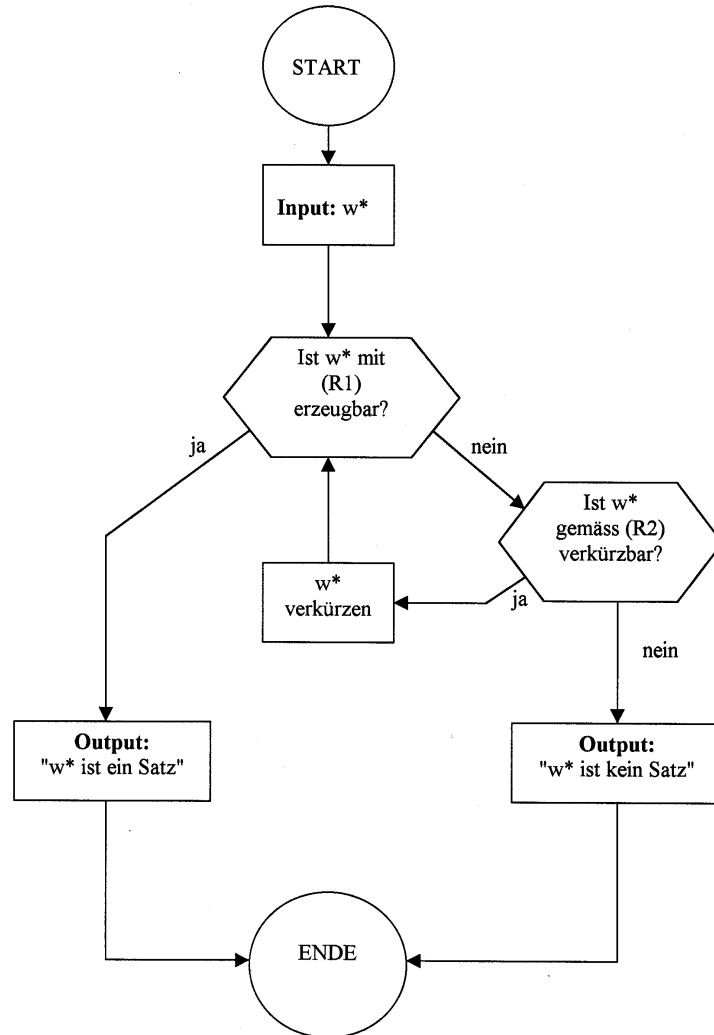 START
Input: w*
Ist w* mit
(R1)
erzeugbar?
ja
nein
Ist w*
gemäss (R2)
verkürzbar?
w*
verkürzen
ja
nein
Output:
"w* ist ein Satz"
Output:
"w* ist kein Satz"
ENDE